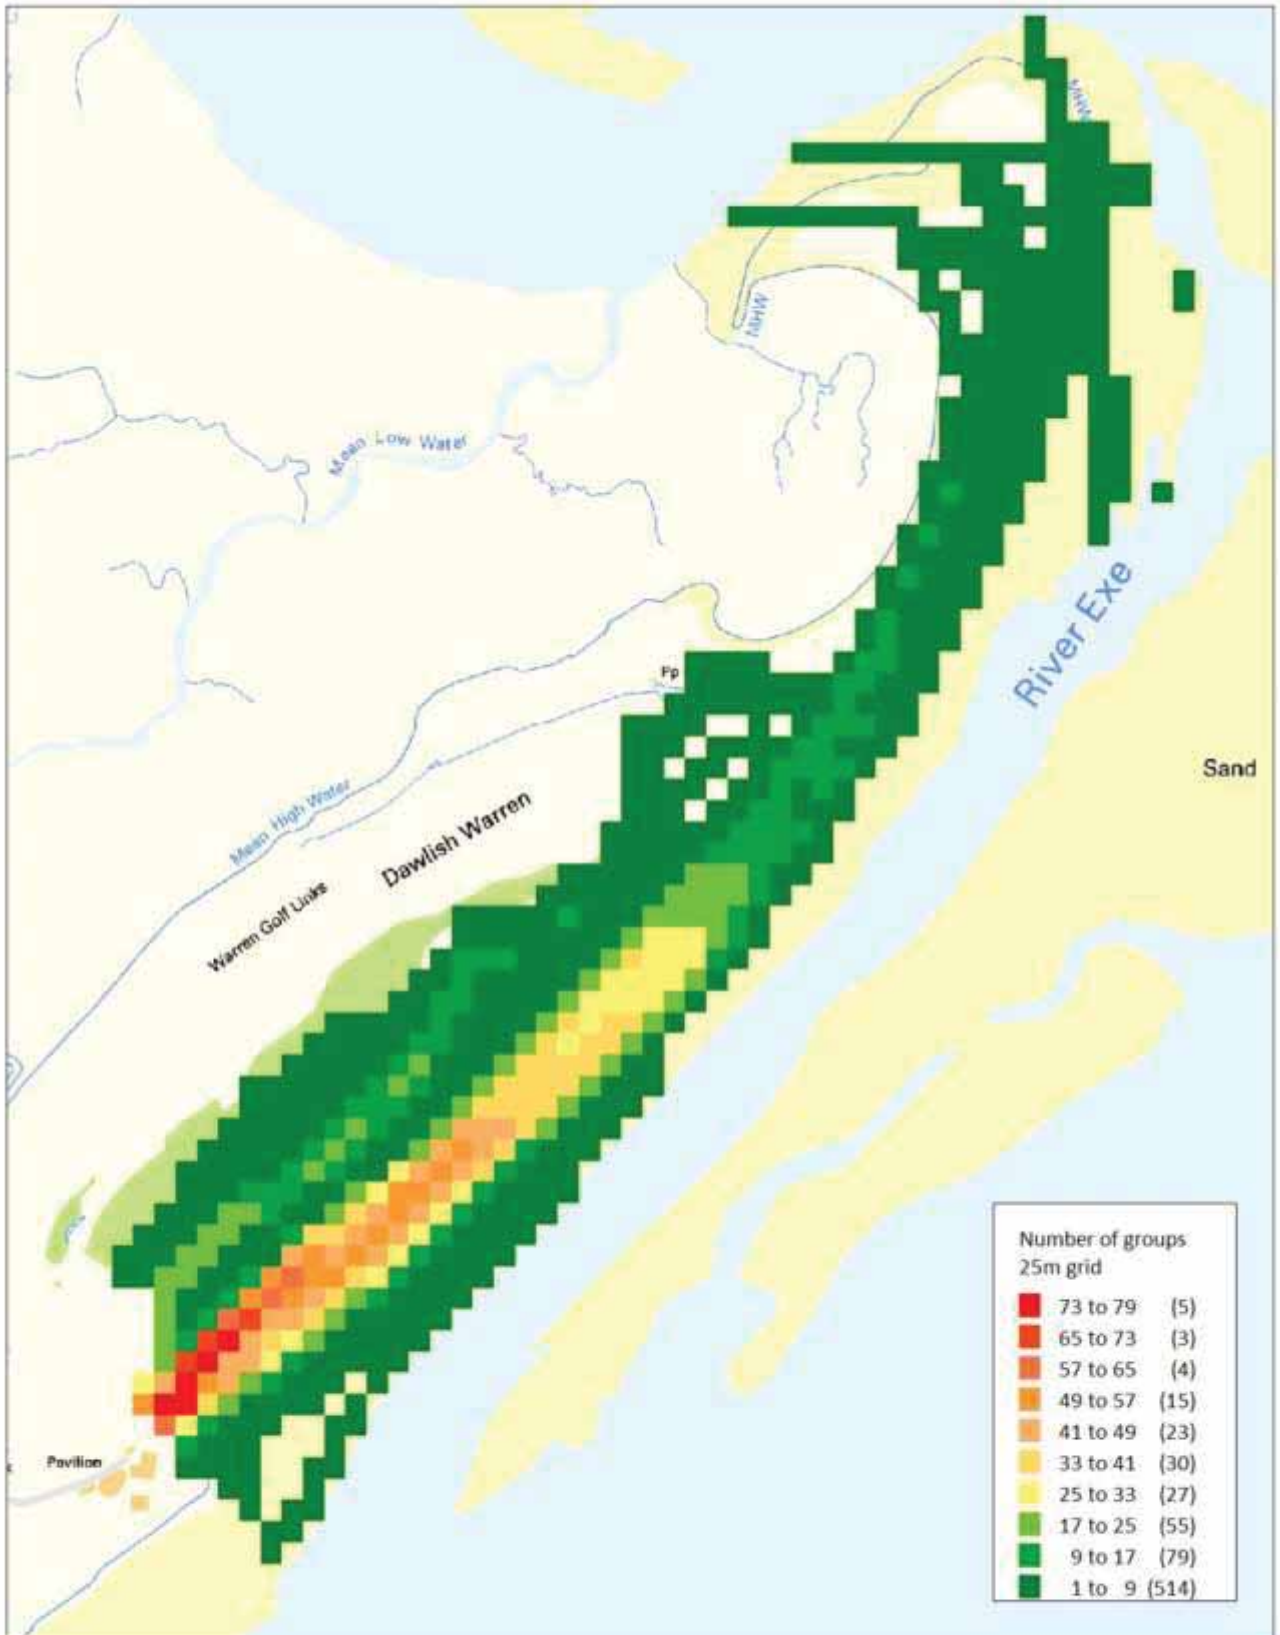 MHW
MHW
Mean Low Water
River Exe
Pp
Sand
Mean High Water
Dawlish Warren
Warren Golf Links
Pavilion
Number of groups
25m grid
73 to 79 (5)
65 to 73 (3)
57 to 65 (4)
49 to 57 (15)
41 to 49 (23)
33 to 41 (30)
25 to 33 (27)
17 to 25 (55)
9 to 17 (79)
1 to 9 (514)